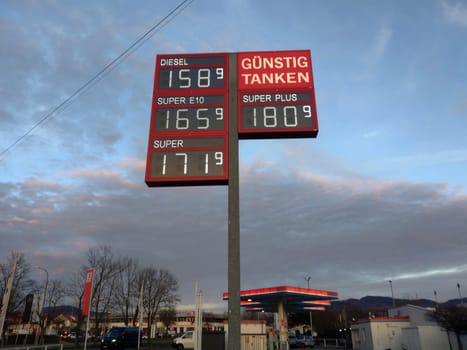 DIESEL
158⁹
SUPER E10
165⁹
SUPER
171⁹
GÜNSTIG
TANKEN
SUPER PLUS
180⁹